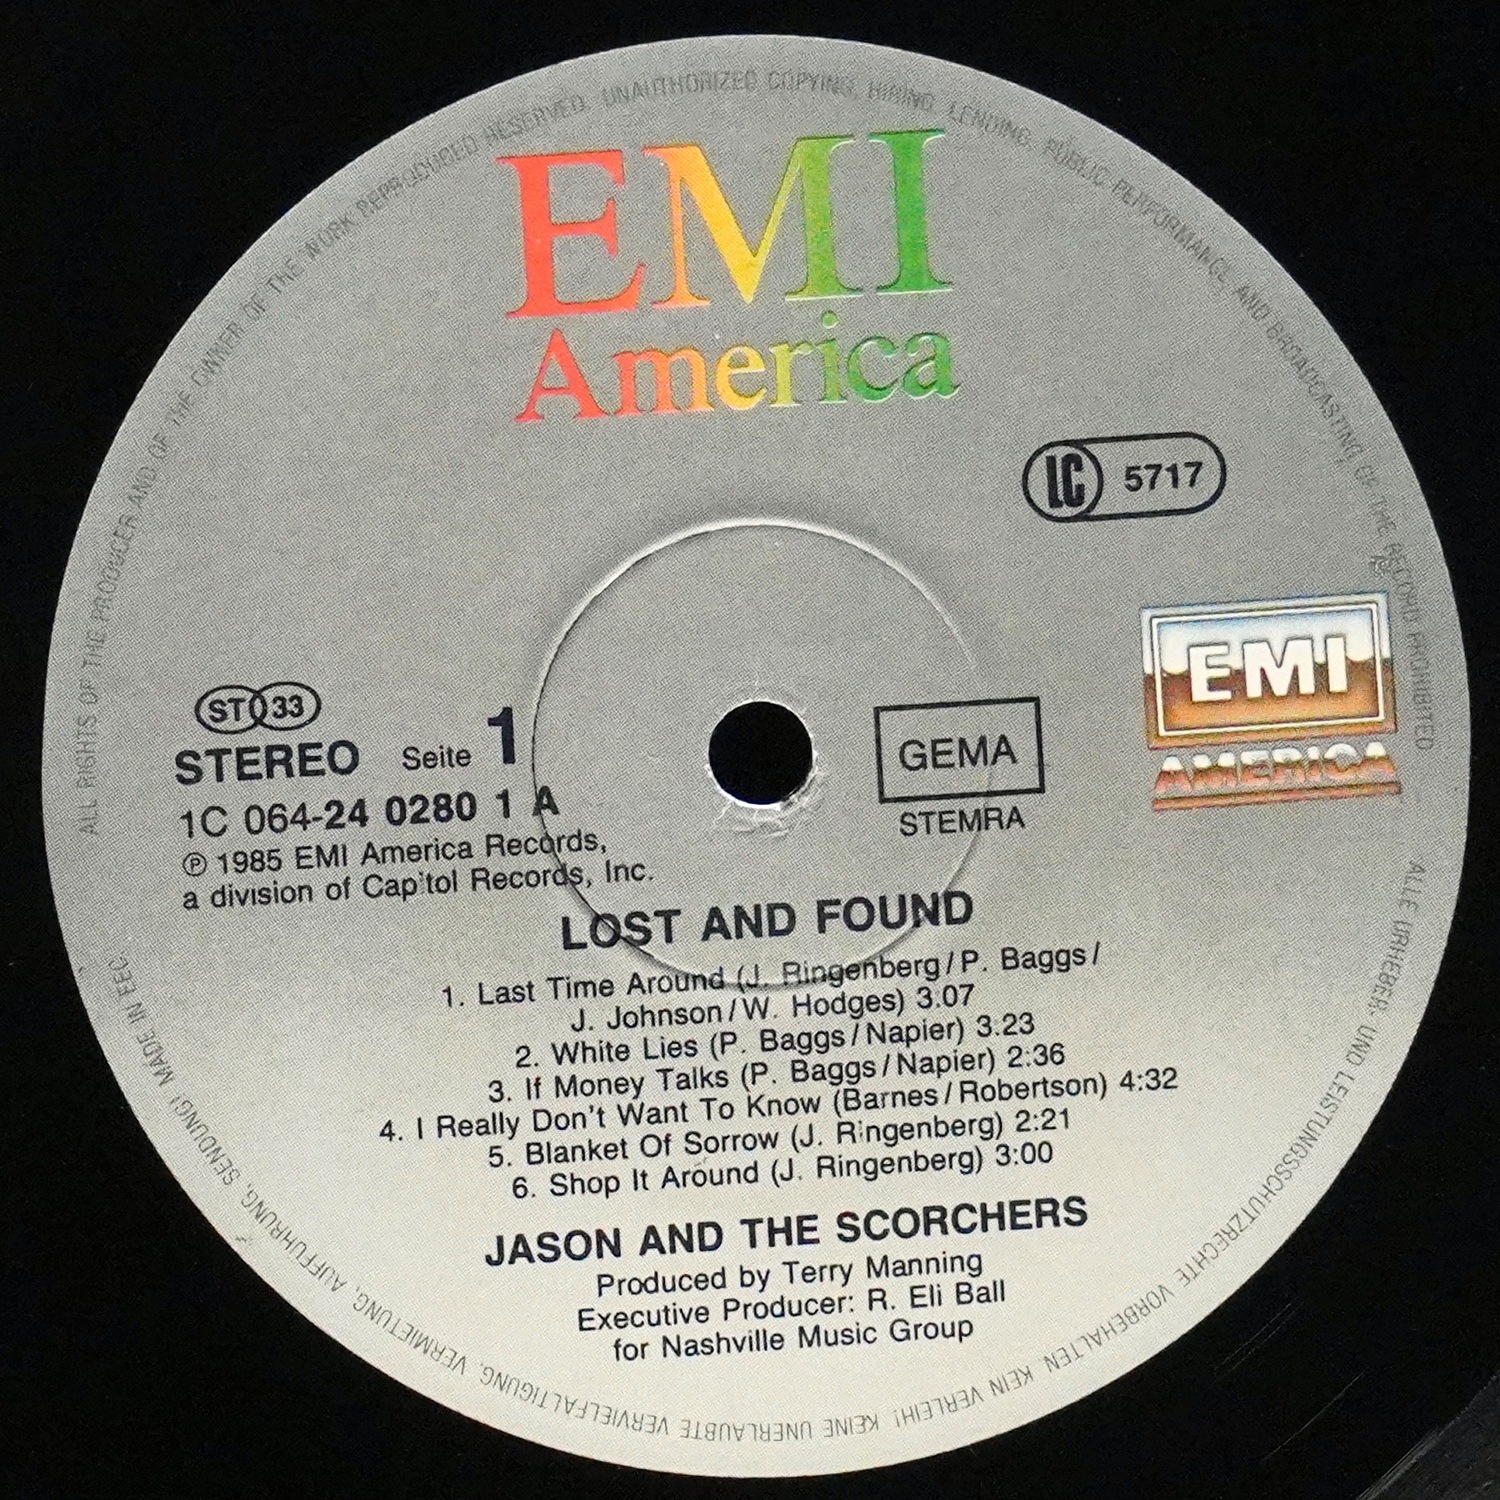 ALL RIGHTS OF THE PRODUCER AND OF THE OWNER OF THE WORK REPRODUCED RESERVED. UNAUTHORIZED COPYING, HIRING, LENDING, PUBLIC PERFORMANCE AND BROADCASTING OF THE RECORD PROHIBITED
EMI
America
LC 5717
EMI
AMERICA
ST 33
STEREO Seite 1
GEMA
STEMRA
1C 064-24 0280 1 A
℗ 1985 EMI America Records,
a division of Capitol Records, Inc.
LOST AND FOUND
1. Last Time Around (J. Ringenberg/P. Baggs/
J. Johnson/W. Hodges) 3.07
2. White Lies (P. Baggs/Napier) 3:23
3. If Money Talks (P. Baggs/Napier) 2:36
4. I Really Don't Want To Know (Barnes/Robertson) 4:32
5. Blanket Of Sorrow (J. Ringenberg) 2:21
6. Shop It Around (J. Ringenberg) 3:00
JASON AND THE SCORCHERS
Produced by Terry Manning
Executive Producer: R. Eli Ball
for Nashville Music Group
ALLE URHEBER- UND LEISTUNGSSCHUTZRECHTE VORBEHALTEN. KEIN VERLEIH! KEINE UNERLAUBTE VERVIELFÄLTIGUNG, VERMIETUNG, AUFFÜHRUNG, SENDUNG! MADE IN EEC